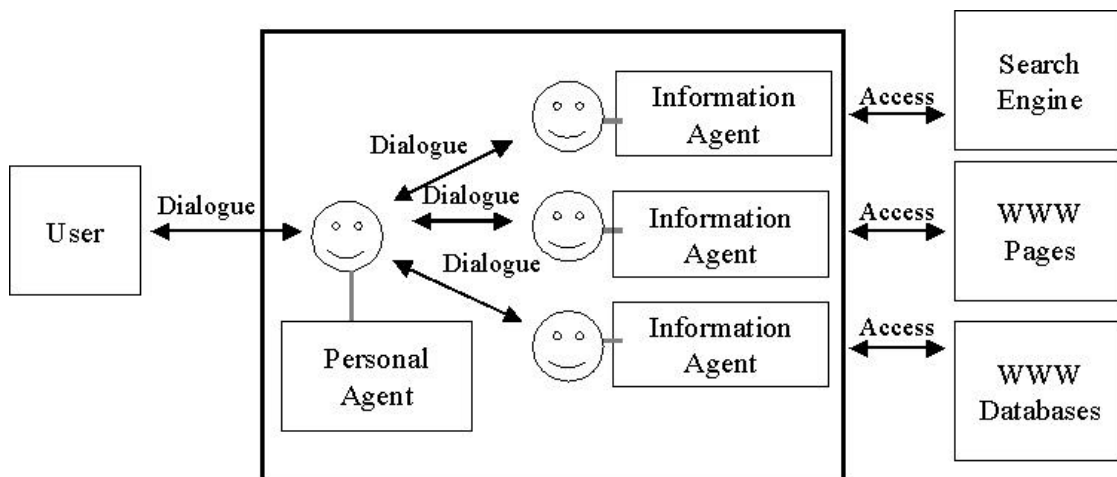 User
Dialogue
Personal
Agent
Dialogue
Dialogue
Dialogue
Information
Agent
Information
Agent
Information
Agent
Access
Access
Access
Search
Engine
WWW
Pages
WWW
Databases